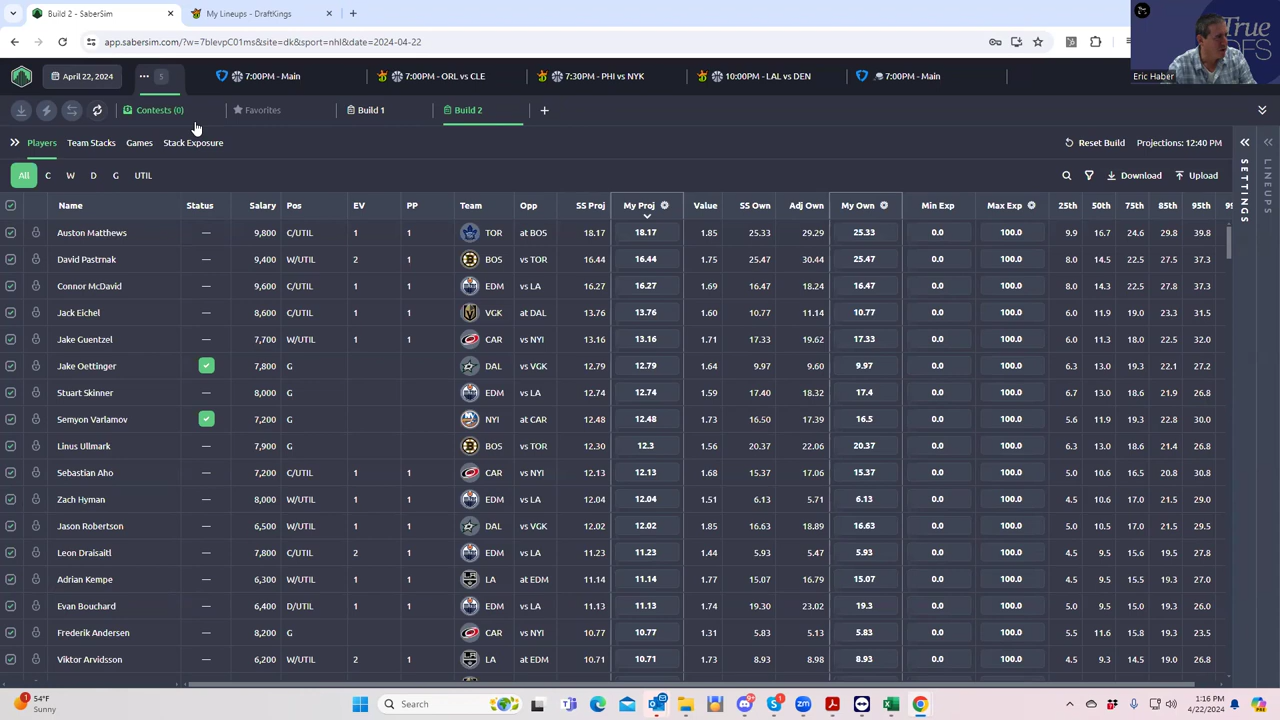 Build 2 - SaberSim
My Lineups - DraftKings
app.sabersim.com/?w=7blevpC01ms&site=dk&sport=nhl&date=2024-04-22
True
DFS
Eric Haber
April 22, 2024
5
7:00PM - Main
7:00PM - ORL vs CLE
7:30PM - PHI vs NYK
10:00PM - LAL vs DEN
7:00PM - Main
Contests (0)
Favorites
Build 1
Build 2
Players
Team Stacks
Games
Stack Exposure
Reset Build
Projections: 12:40 PM
SETTINGS
LINEUPS
All C W D G UTIL
Download
Upload
Name Status Salary Pos EV PP Team Opp SS Proj My Proj Value SS Own Adj Own My Own Min Exp Max Exp 25th 50th 75th 85th 95th
Auston Matthews — 9,800 C/UTIL 1 1 TOR at BOS 18.17 18.17 1.85 25.33 29.29 25.33 0.0 100.0 9.9 16.7 24.6 29.8 39.8
David Pastrnak — 9,400 W/UTIL 2 1 BOS vs TOR 16.44 16.44 1.75 25.47 30.44 25.47 0.0 100.0 8.0 14.5 22.5 27.5 37.3
Connor McDavid — 9,600 C/UTIL 1 1 EDM vs LA 16.27 16.27 1.69 16.47 18.24 16.47 0.0 100.0 8.0 14.3 22.5 27.8 37.3
Jack Eichel — 8,600 C/UTIL 1 1 VGK at DAL 13.76 13.76 1.60 10.77 11.14 10.77 0.0 100.0 6.0 11.9 19.0 23.3 31.5
Jake Guentzel — 7,700 W/UTIL 1 1 CAR vs NYI 13.16 13.16 1.71 17.33 19.62 17.33 0.0 100.0 6.0 11.3 18.0 22.5 32.0
Jake Oettinger 7,800 G DAL vs VGK 12.79 12.79 1.64 9.97 9.60 9.97 0.0 100.0 6.3 13.0 19.3 22.1 27.2
Stuart Skinner — 8,000 G EDM vs LA 12.74 12.74 1.59 17.40 18.32 17.4 0.0 100.0 6.7 13.0 18.6 21.9 26.8
Semyon Varlamov 7,200 G NYI at CAR 12.48 12.48 1.73 16.50 17.39 16.5 0.0 100.0 5.6 11.9 19.3 22.8 30.0
Linus Ullmark — 7,900 G BOS vs TOR 12.30 12.3 1.56 20.37 22.06 20.37 0.0 100.0 6.3 13.0 18.6 21.4 26.8
Sebastian Aho — 7,200 C/UTIL 1 1 CAR vs NYI 12.13 12.13 1.68 15.37 17.06 15.37 0.0 100.0 5.0 10.6 16.5 20.8 30.8
Zach Hyman — 8,000 W/UTIL 1 1 EDM vs LA 12.04 12.04 1.51 6.13 5.71 6.13 0.0 100.0 4.5 10.6 17.0 21.5 29.0
Jason Robertson — 6,500 W/UTIL 1 1 DAL vs VGK 12.02 12.02 1.85 16.63 18.89 16.63 0.0 100.0 5.0 10.5 17.0 21.5 29.5
Leon Draisaitl — 7,800 C/UTIL 2 1 EDM vs LA 11.23 11.23 1.44 5.93 5.47 5.93 0.0 100.0 4.5 9.5 15.6 19.5 27.8
Adrian Kempe — 6,300 W/UTIL 1 1 LA at EDM 11.14 11.14 1.77 15.07 16.79 15.07 0.0 100.0 4.5 9.5 15.5 19.3 27.0
Evan Bouchard — 6,400 D/UTIL 1 1 EDM vs LA 11.13 11.13 1.74 19.30 23.02 19.3 0.0 100.0 5.0 9.5 15.0 19.3 26.0
Frederik Andersen — 8,200 G CAR vs NYI 10.77 10.77 1.31 5.83 5.13 5.83 0.0 100.0 5.5 11.6 15.8 19.3 23.5
Viktor Arvidsson — 6,200 W/UTIL 2 1 LA at EDM 10.71 10.71 1.73 8.93 8.98 8.93 0.0 100.0 4.5 9.3 14.5 19.0 26.8
54°F
Sunny
Search
1:16 PM
4/22/2024